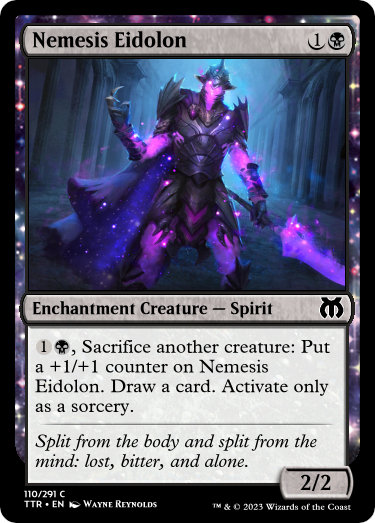 Nemesis Eidolon 1
Enchantment Creature — Spirit
1, Sacrifice another creature: Put
a +1/+1 counter on Nemesis
Eidolon. Draw a card. Activate only
as a sorcery.
Split from the body and split from the
mind: lost, bitter, and alone.
2/2
110/291 C
TTR • EN Wayne Reynolds
™ & © 2023 Wizards of the Coast